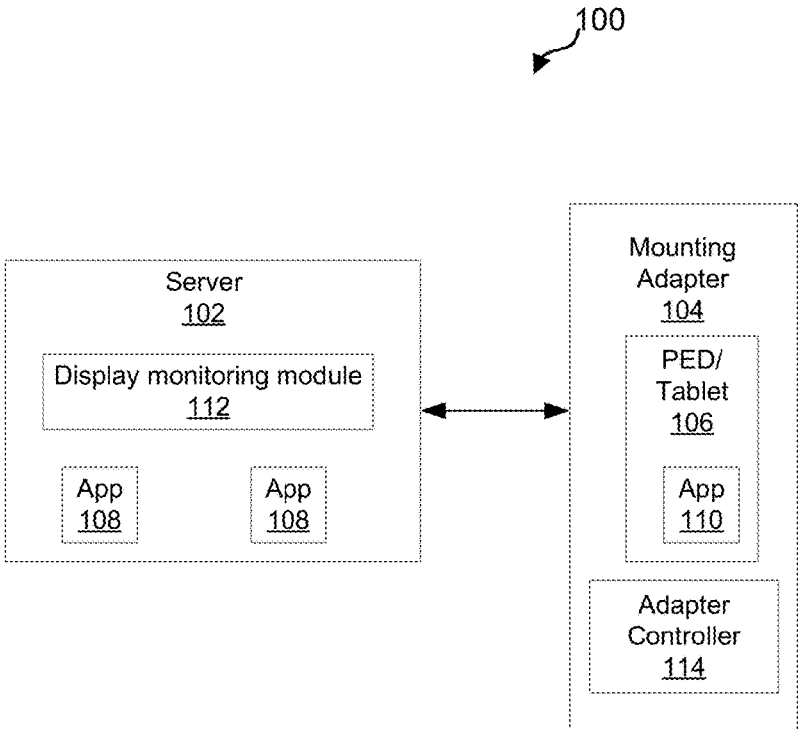 100
Server
102
Display monitoring module
112
App
108
App
108
Mounting
Adapter
104
PED/
Tablet
106
App
110
Adapter
Controller
114